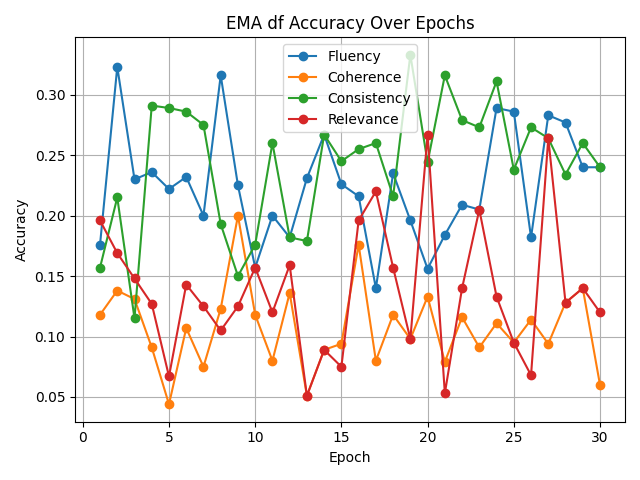 EMA df Accuracy Over Epochs
Fluency
Coherence
Consistency
Relevance
Accuracy
0.30
0.25
0.20
0.15
0.10
0.05
0 5 10 15 20 25 30
Epoch